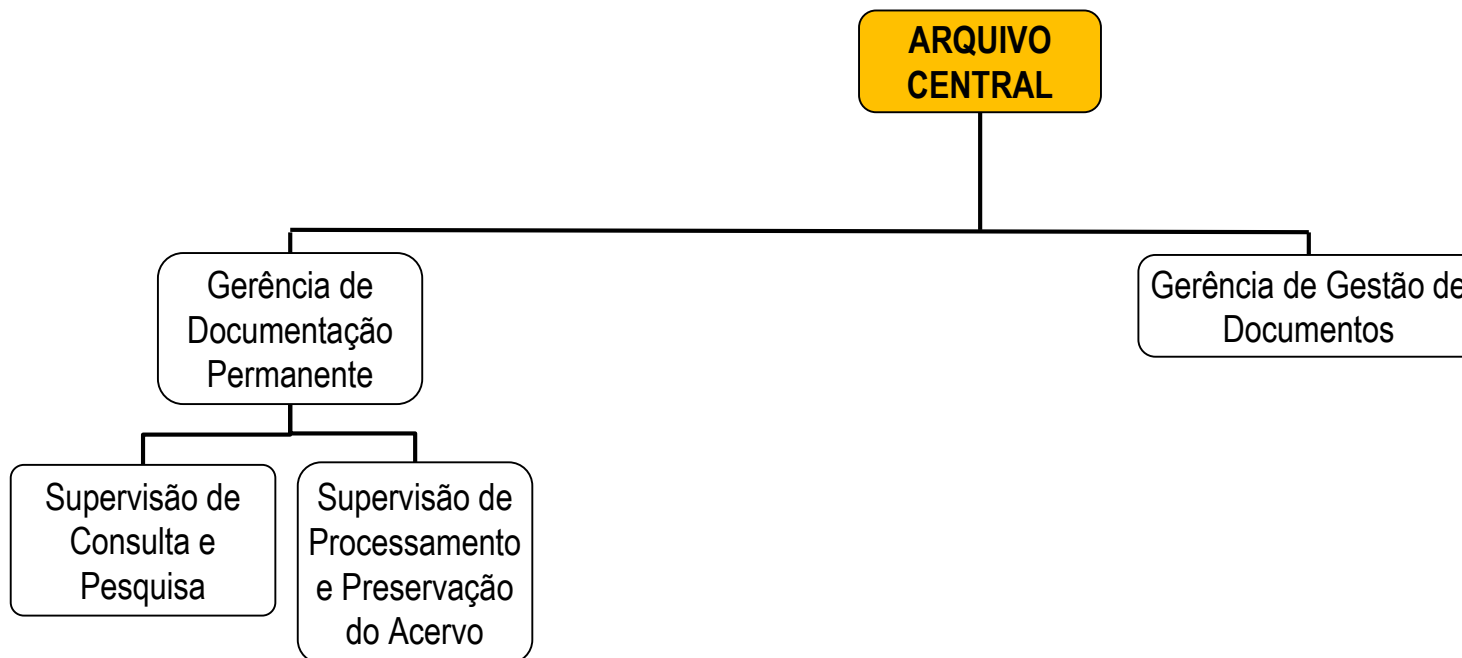 ARQUIVO
CENTRAL
Gerência de
Documentação
Permanente
Gerência de Gestão de
Documentos
Supervisão de
Consulta e
Pesquisa
Supervisão de
Processamento
e Preservação
do Acervo